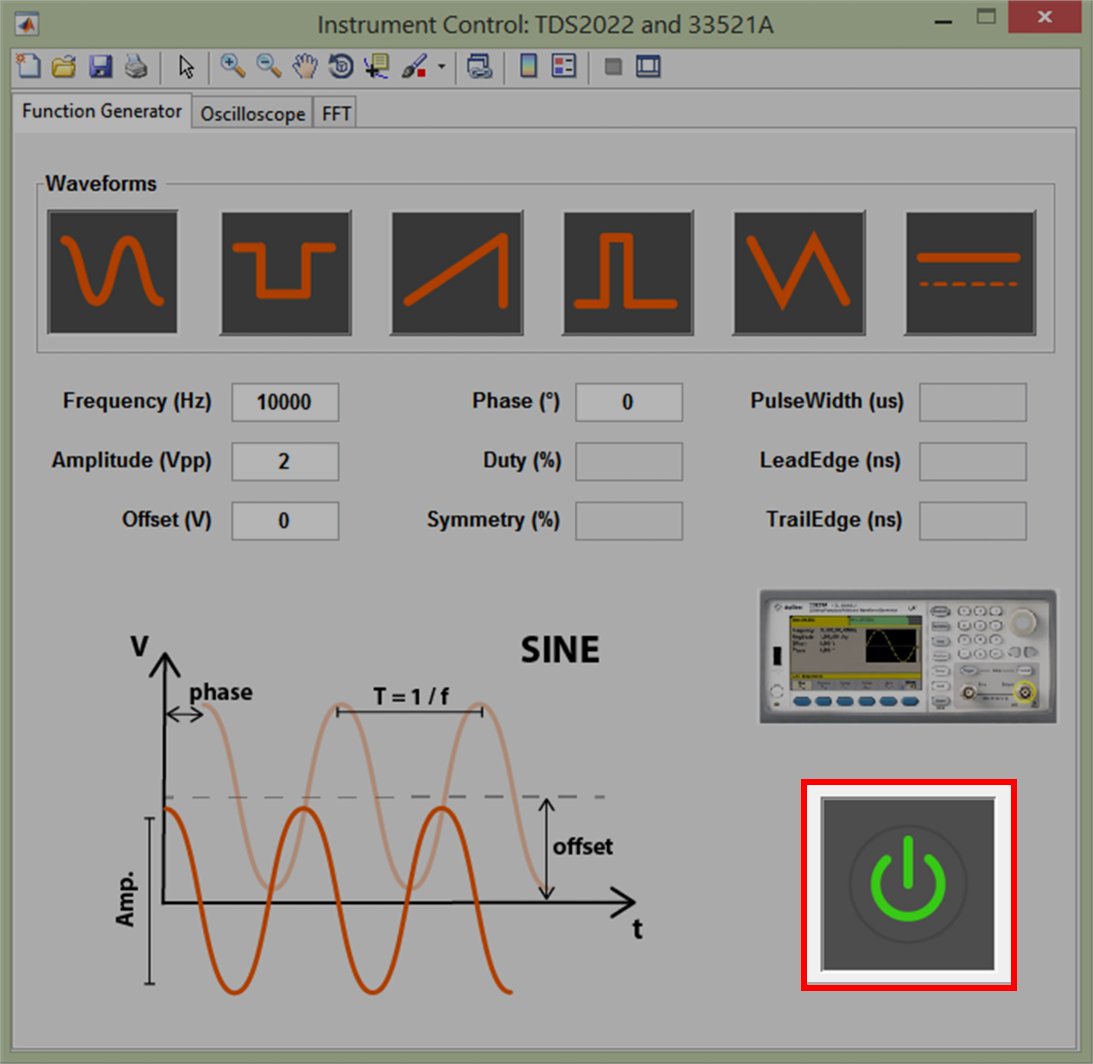 Instrument Control: TDS2022 and 33521A
Function Generator Oscilloscope FFT
Waveforms
Frequency (Hz) 10000 Phase (°) 0 PulseWidth (us)
Amplitude (Vpp) 2 Duty (%) LeadEdge (ns)
Offset (V) 0 Symmetry (%) TrailEdge (ns)
V
SINE
phase
T = 1 / f
offset
Amp.
t